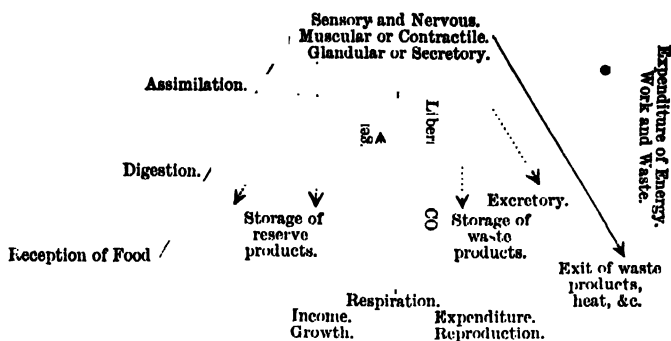 Sensory and Nervous.
Muscular or Contractile.
Glandular or Secretory.
Expenditure of Energy.
Work and Waste.
Assimilation.
Digestion.
Excretory.
Storage of
reserve
products.
CO
Storage of
waste
products.
Reception of Food
Exit of waste
products,
heat, &c.
Respiration.
Income.
Growth.
Expenditure.
Reproduction.